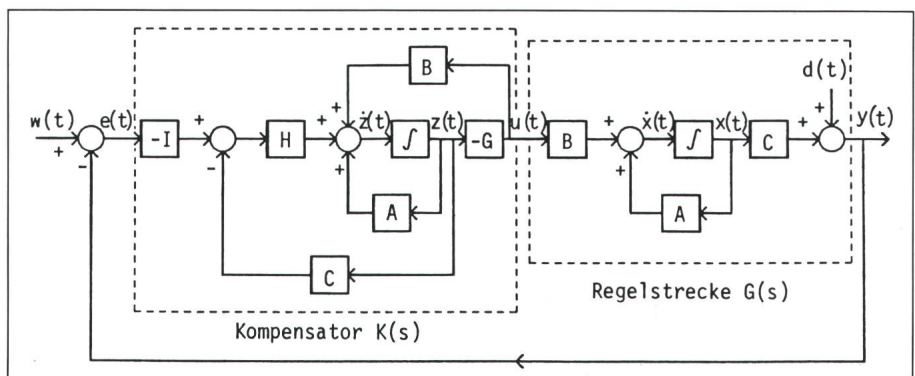 B
d(t)
w(t) e(t) -I H ż(t) ∫ z(t) -G u(t) B ẋ(t) ∫ x(t) C y(t)
+ - + - + + + + + + +
A
A
C
Regelstrecke G(s)
Kompensator K(s)